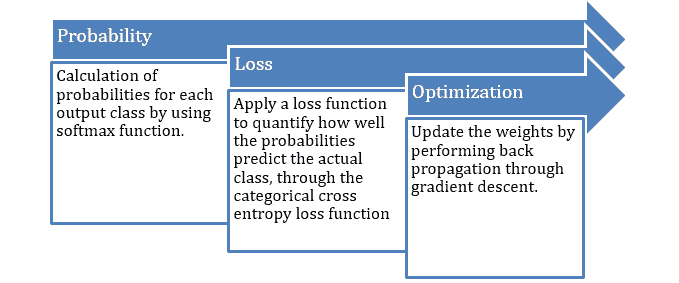 Probability
Calculation of
probabilities for each
output class by using
softmax function.
Loss
Apply a loss function
to quantify how well
the probabilities
predict the actual
class, through the
categorical cross
entropy loss function
Optimization
Update the weights by
performing back
propagation through
gradient descent.